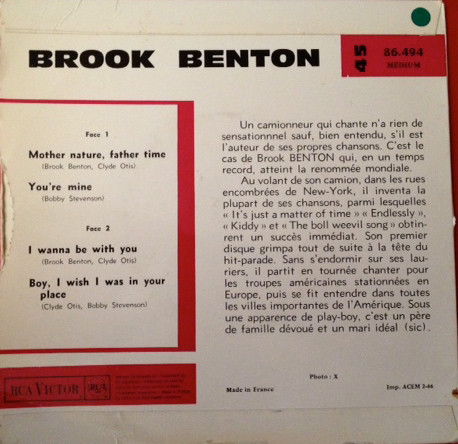 BROOK BENTON
45
86.494
MEDIUM
Face 1
Mother nature, father time
(Brook Benton, Clyde Otis)
You're mine
(Bobby Stevenson)
Face 2
I wanna be with you
(Brook Benton, Clyde Otis)
Boy, I wish I was in your
place
(Clyde Otis, Bobby Stevenson)
Un camionneur qui chante n'a rien de
sensationnnel sauf, bien entendu, s'il est
l'auteur de ses propres chansons. C'est le
cas de Brook BENTON qui, en un temps
record, atteint la renommée mondiale.
Au volant de son camion, dans les rues
encombrées de New-York, il inventa la
plupart de ses chansons, parmi lesquelles
« It's just a matter of time » « Endlessly »,
« Kiddy » et « The boll weevil song » obtin-
rent un succès immédiat. Son premier
disque grimpa tout de suite à la tête du
hit-parade. Sans s'endormir sur ses lau-
riers, il partit en tournée chanter pour
les troupes américaines stationnées en
Europe, puis se fit entendre dans toutes
les villes importantes de l'Amérique. Sous
une apparence de play-boy, c'est un père
de famille dévoué et un mari idéal (sic).
Photo : X
RCA VICTOR
RCA
Made in France
Imp. ACEM 2-66